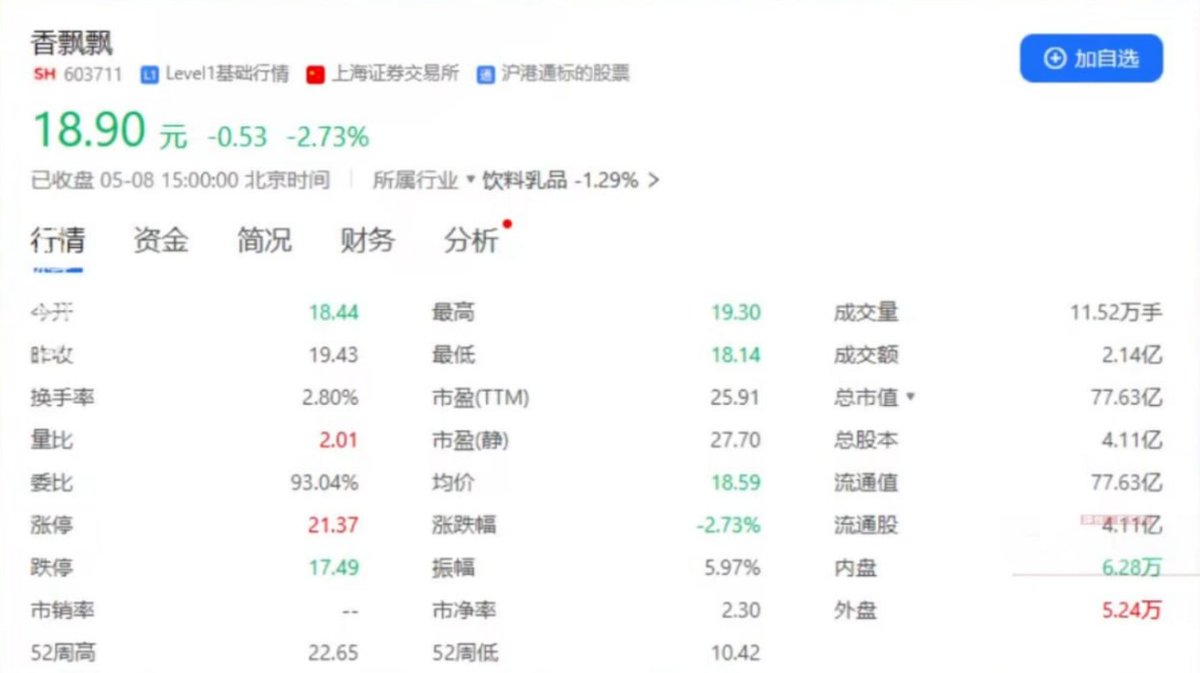 香飘飘
SH 603711 L1 Level1基础行情 上海证券交易所 通 沪港通标的股票
加自选
18.90 元 -0.53 -2.73%
已收盘 05-08 15:00:00 北京时间 所属行业 饮料乳品 -1.29% >
行情 资金 简况 财务 分析
今开 18.44 最高 19.30 成交量 11.52万手
昨收 19.43 最低 18.14 成交额 2.14亿
换手率 2.80% 市盈(TTM) 25.91 总市值 77.63亿
量比 2.01 市盈(静) 27.70 总股本 4.11亿
委比 93.04% 均价 18.59 流通值 77.63亿
涨停 21.37 涨跌幅 -2.73% 流通股 4.11亿
跌停 17.49 振幅 5.97% 内盘 6.28万
市销率 -- 市净率 2.30 外盘 5.24万
52周高 22.65 52周低 10.42